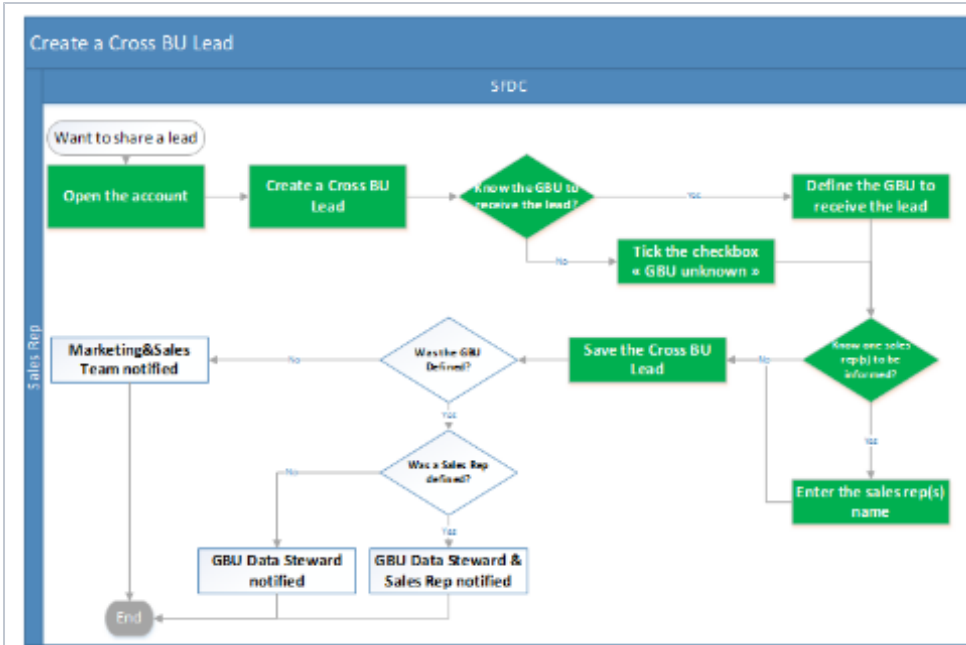 Create a Cross BU Lead
SFDC
Sales Rep
Want to share a lead
Open the account
Create a Cross BU
Lead
Know the GBU to
receive the lead?
Yes
Define the GBU to
receive the lead
No
Tick the checkbox
« GBU unknown »
Know one sales
rep(s) to be
informed?
No
Yes
Enter the sales rep(s)
name
Save the Cross BU
Lead
Was the GBU
Defined?
No
Marketing&Sales
Team notified
Yes
Was a Sales Rep
defined?
No
Yes
GBU Data Steward
notified
GBU Data Steward &
Sales Rep notified
End